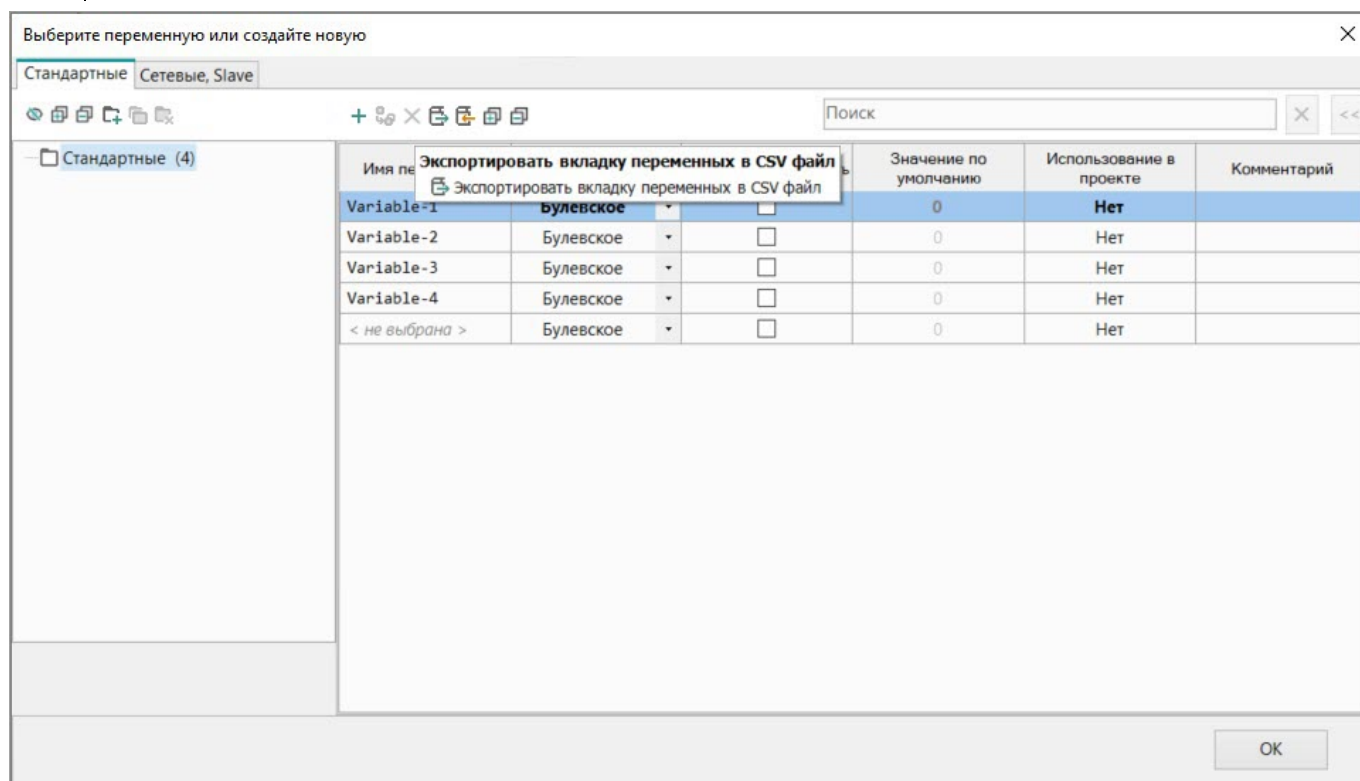 Выберите переменную или создайте новую
Стандартные Сетевые, Slave
Поиск
<<
Стандартные (4)
Имя пе
Экспортировать вкладку переменных в CSV файл
Экспортировать вкладку переменных в CSV файл
ь
Значение по умолчанию
Использование в проекте
Комментарий
Variable-1 Булевское 0 Нет
Variable-2 Булевское 0 Нет
Variable-3 Булевское 0 Нет
Variable-4 Булевское 0 Нет
< не выбрана > Булевское 0 Нет
OK